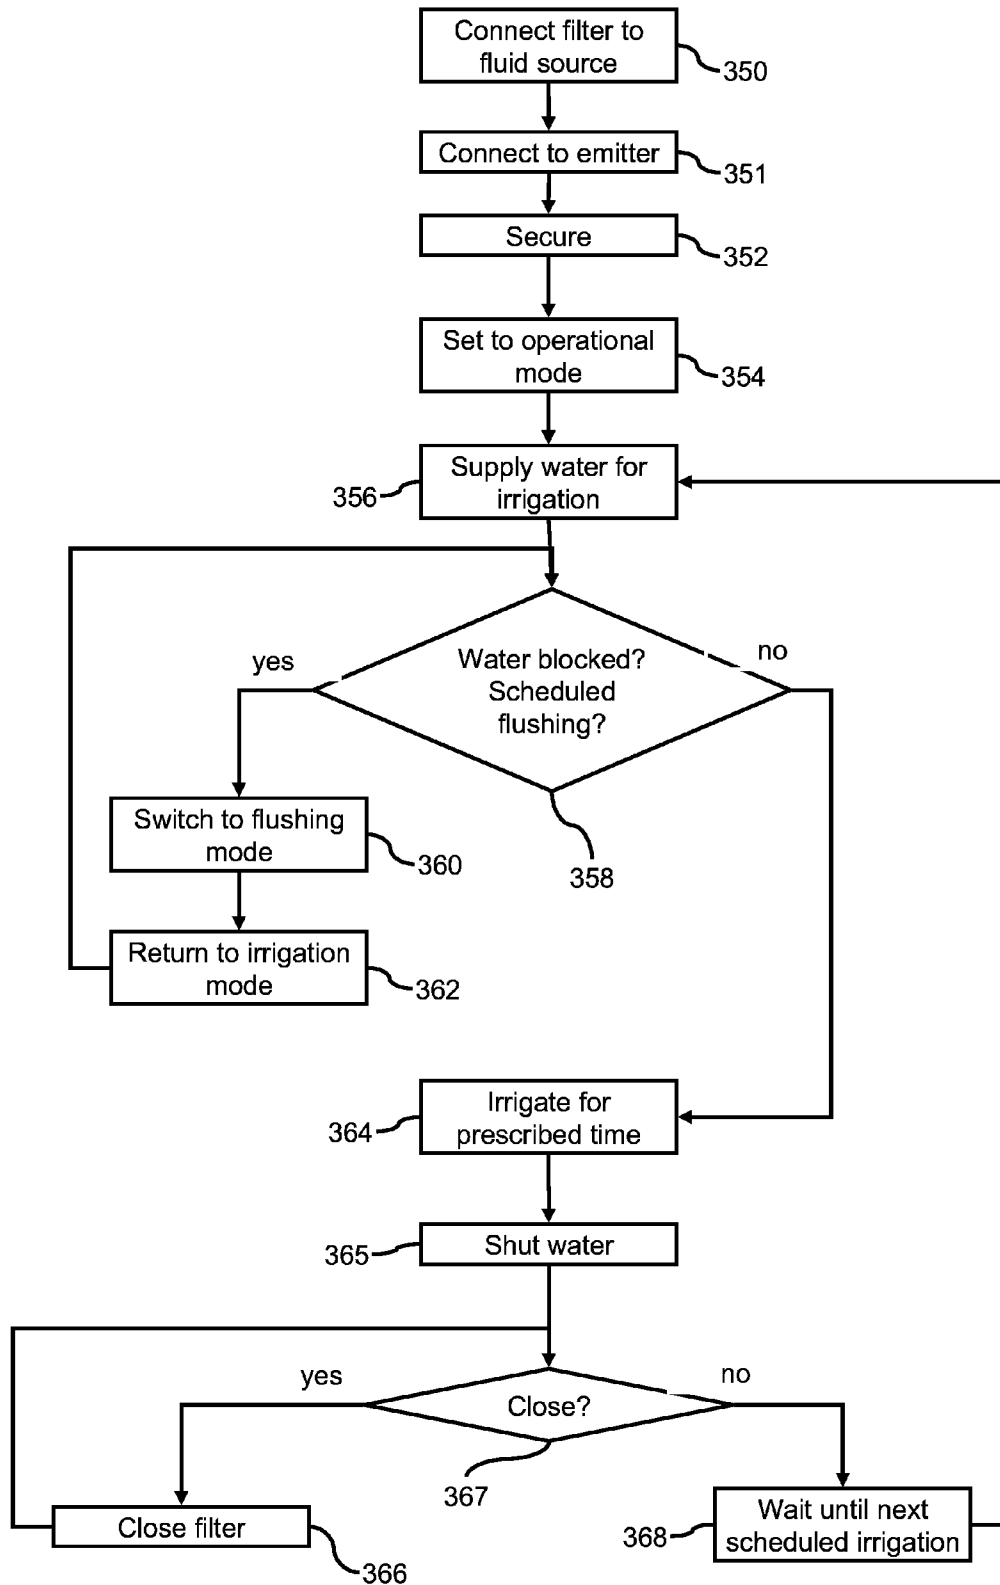 Connect filter to
fluid source
350
Connect to emitter
351
Secure
352
Set to operational
mode
354
Supply water for
irrigation
356
Water blocked?
Scheduled
flushing?
yes
no
358
Switch to flushing
mode
360
Return to irrigation
mode
362
Irrigate for
prescribed time
364
Shut water
365
yes
no
Close?
367
Close filter
366
Wait until next
scheduled irrigation
368